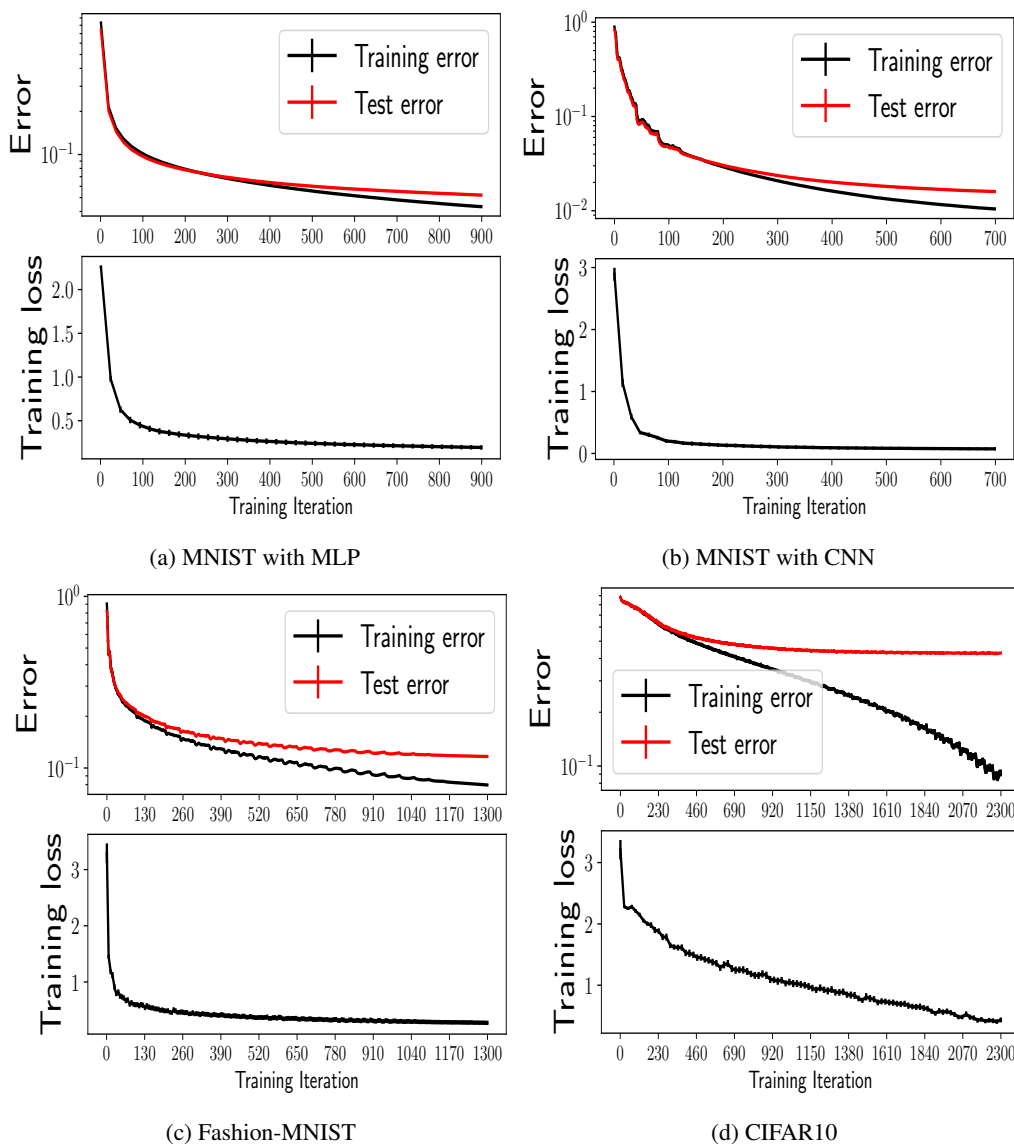 Error
10^{-1}
Training error
Test error
0 100 200 300 400 500 600 700 800 900
Training loss
2.0
1.5
1.0
0.5
0 100 200 300 400 500 600 700 800 900
Training Iteration
(a) MNIST with MLP
Error
10^{0}
10^{-1}
10^{-2}
Training error
Test error
0 100 200 300 400 500 600 700
Training loss
3
2
1
0
0 100 200 300 400 500 600 700
Training Iteration
(b) MNIST with CNN
Error
10^{0}
10^{-1}
Training error
Test error
0 130 260 390 520 650 780 910 1040 1170 1300
Training loss
3
2
1
0 130 260 390 520 650 780 910 1040 1170 1300
Training Iteration
(c) Fashion-MNIST
Error
10^{-1}
Training error
Test error
0 230 460 690 920 1150 1380 1610 1840 2070 2300
Training loss
3
2
1
0 230 460 690 920 1150 1380 1610 1840 2070 2300
Training Iteration
(d) CIFAR10